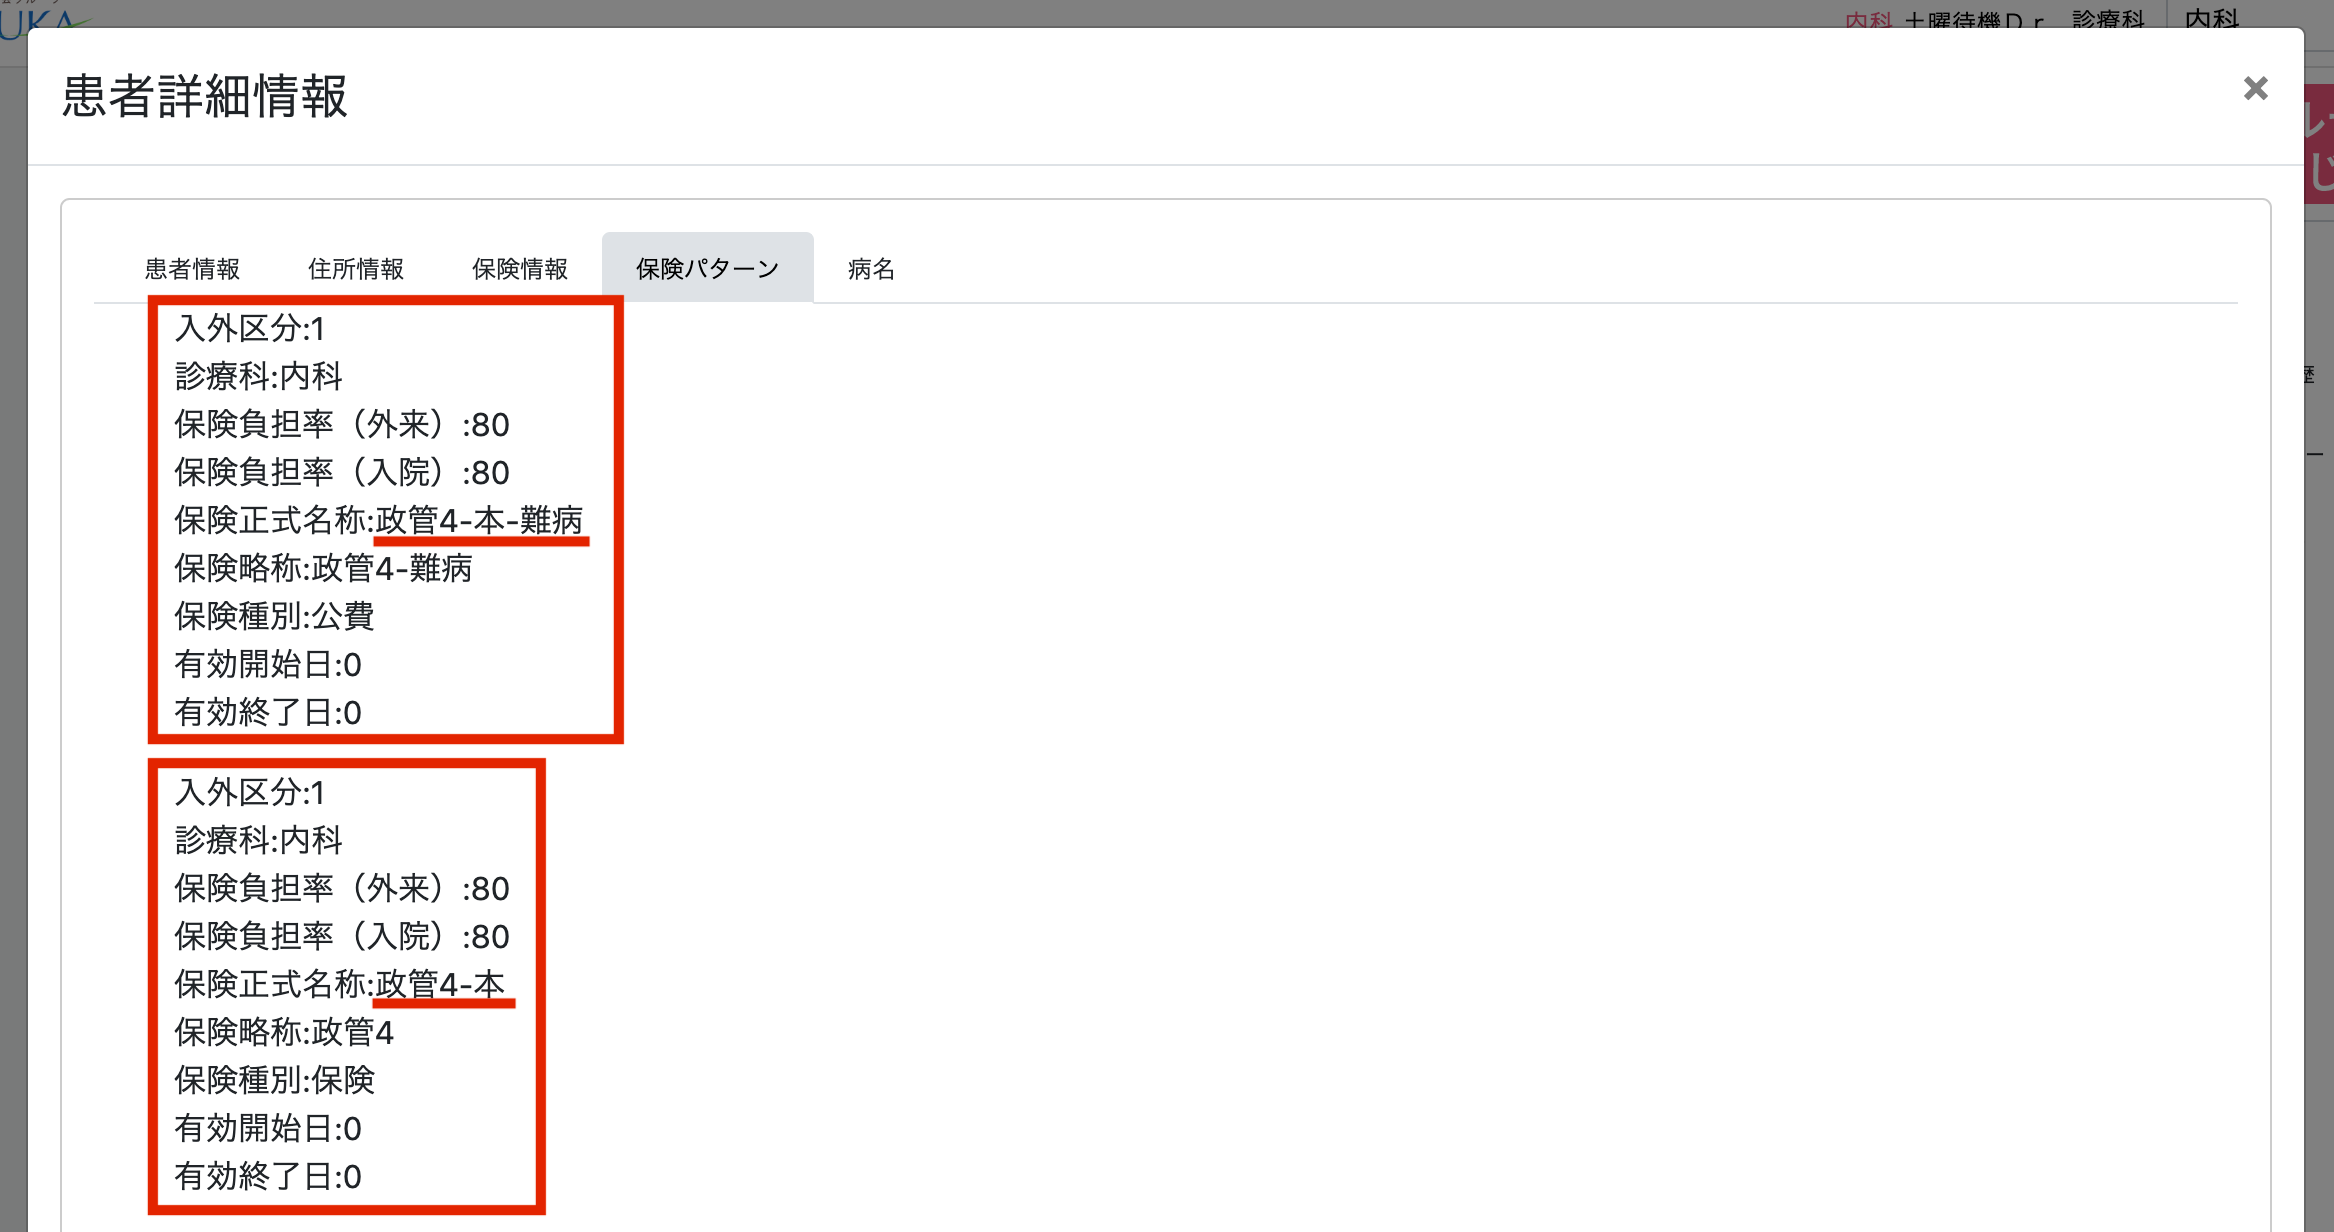 UKA
内科 土曜待機Dr 診療科 内科
患者詳細情報
患者情報 住所情報 保険情報 保険パターン 病名
入外区分:1
診療科:内科
保険負担率（外来）:80
保険負担率（入院）:80
保険正式名称:政管4-本-難病
保険略称:政管4-難病
保険種別:公費
有効開始日:0
有効終了日:0
入外区分:1
診療科:内科
保険負担率（外来）:80
保険負担率（入院）:80
保険正式名称:政管4-本
保険略称:政管4
保険種別:保険
有効開始日:0
有効終了日:0